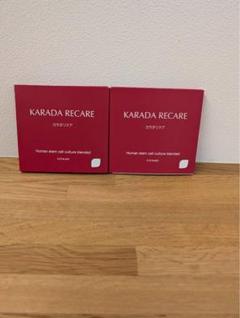 KARADA RECARE
カラダリケア
Human stem cell culture blended
KARADA RECARE
カラダリケア
Human stem cell culture blended